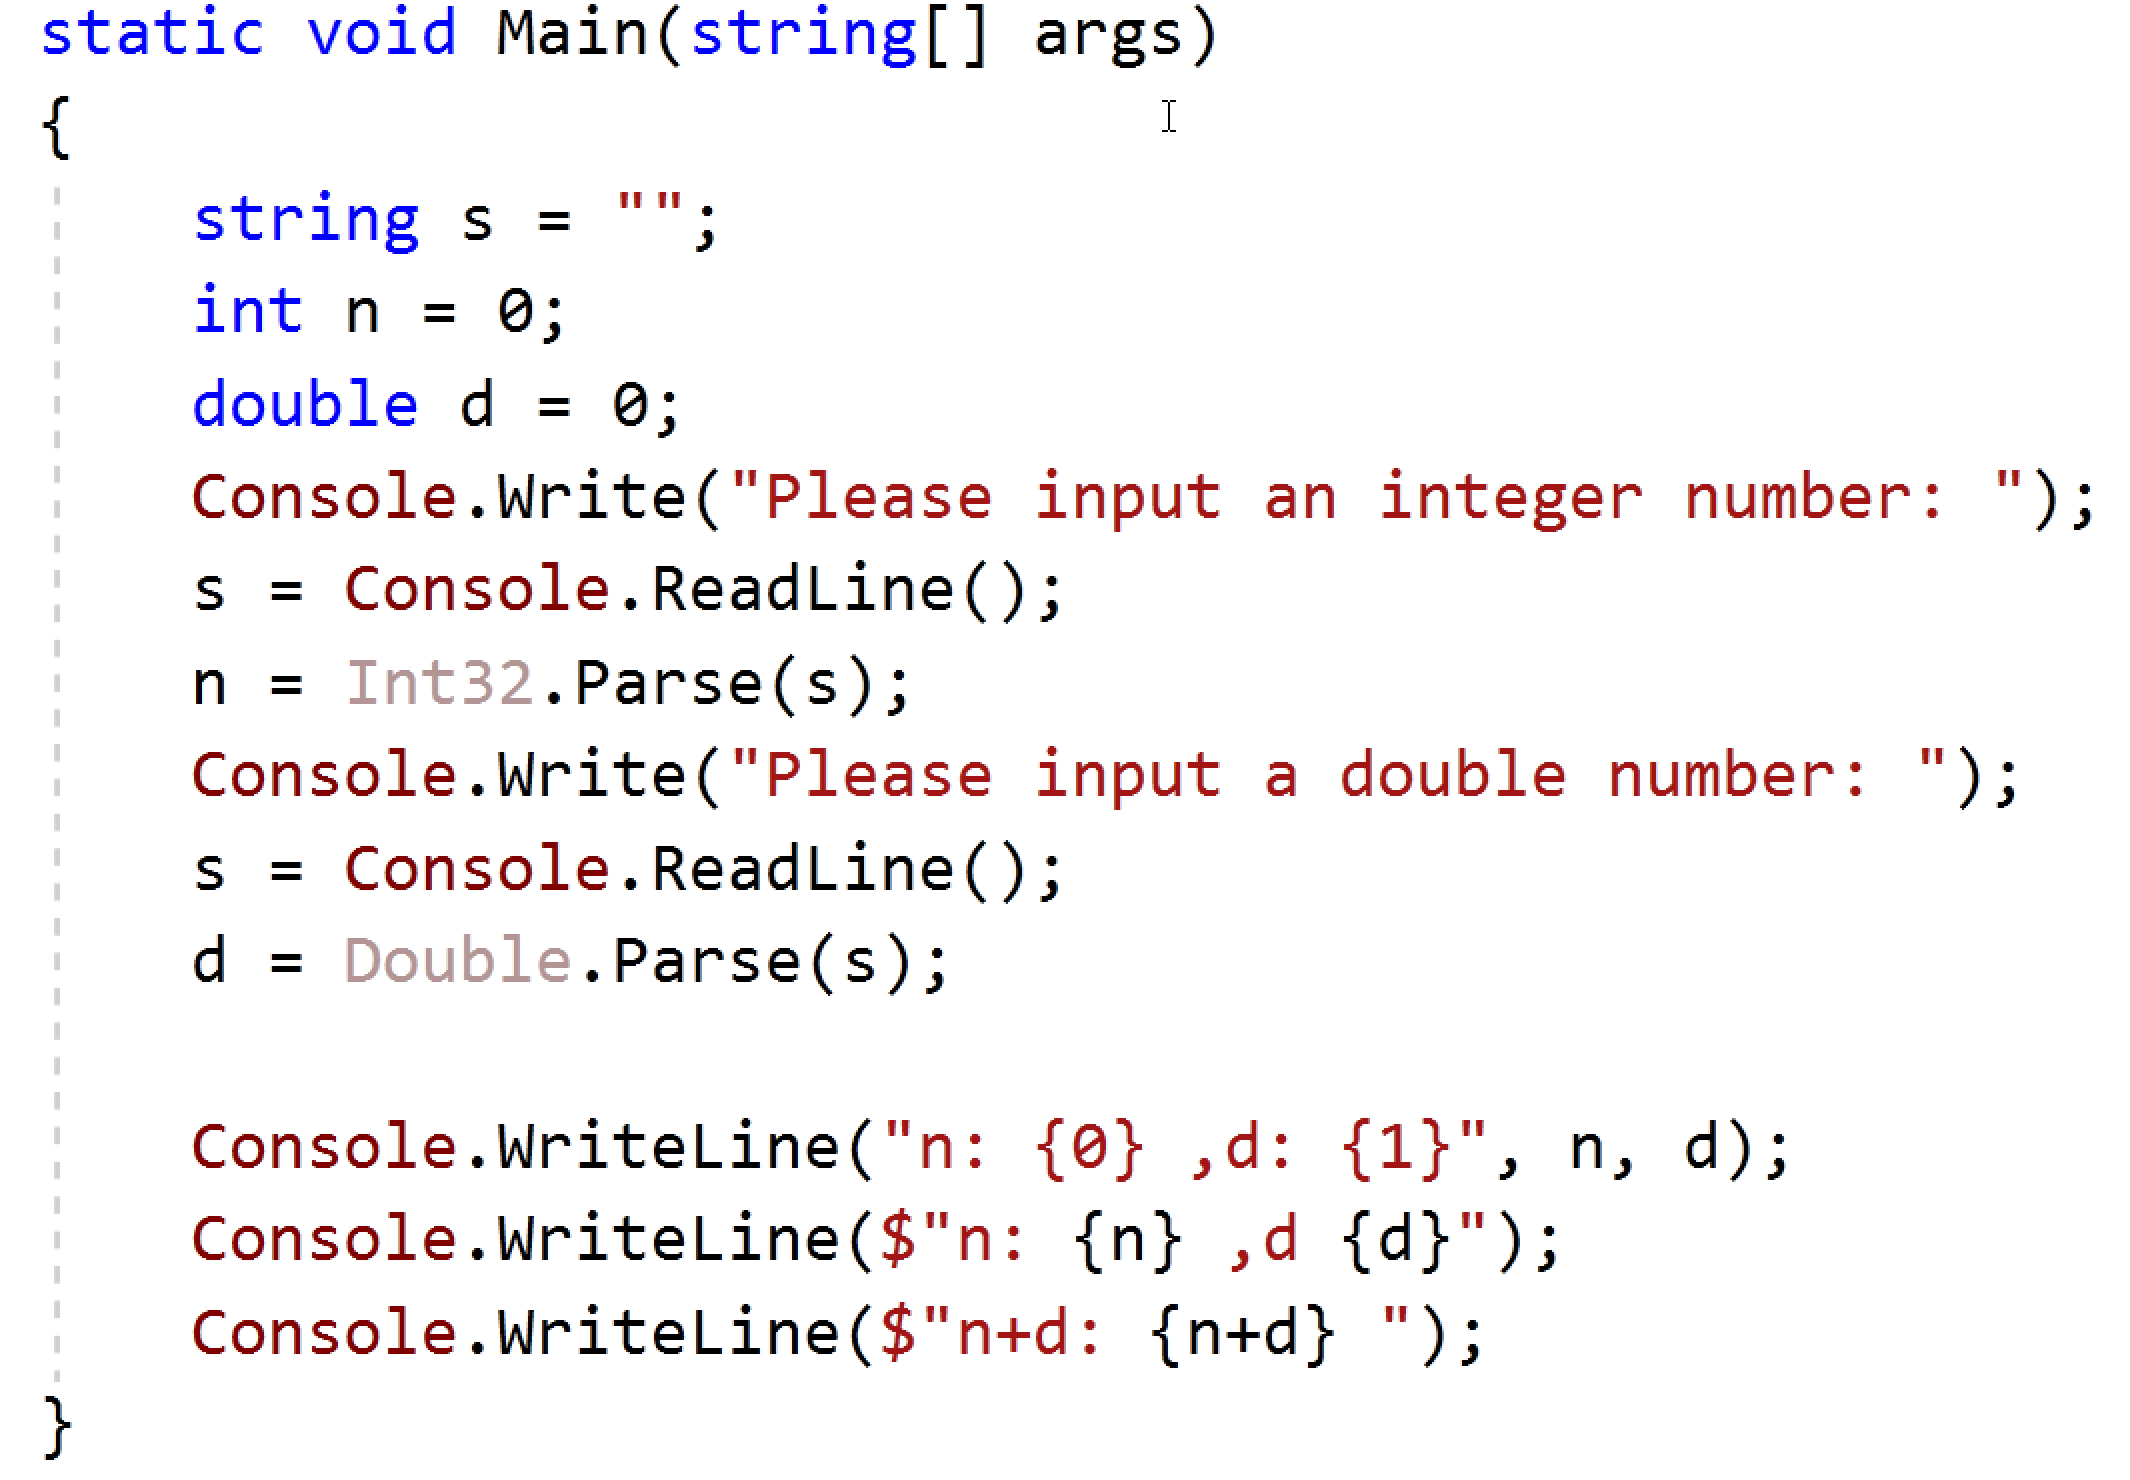 static void Main(string[] args)
{
string s = "";
int n = 0;
double d = 0;
Console.Write("Please input an integer number: ");
s = Console.ReadLine();
n = Int32.Parse(s);
Console.Write("Please input a double number: ");
s = Console.ReadLine();
d = Double.Parse(s);
Console.WriteLine("n: {0} ,d: {1}", n, d);
Console.WriteLine($"n: {n} ,d {d}");
Console.WriteLine($"n+d: {n+d} ");
}